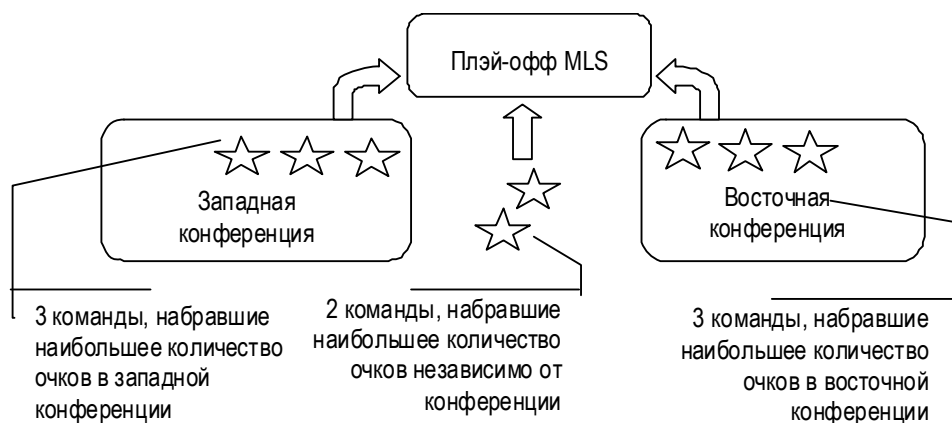 Плэй-офф MLS
Западная
конференция
Восточная
конференция
3 команды, набравшие
наибольшее количество
очков в западной
конференции
2 команды, набравшие
наибольшее количество
очков независимо от
конференции
3 команды, набравшие
наибольшее количество
очков в восточной
конференции